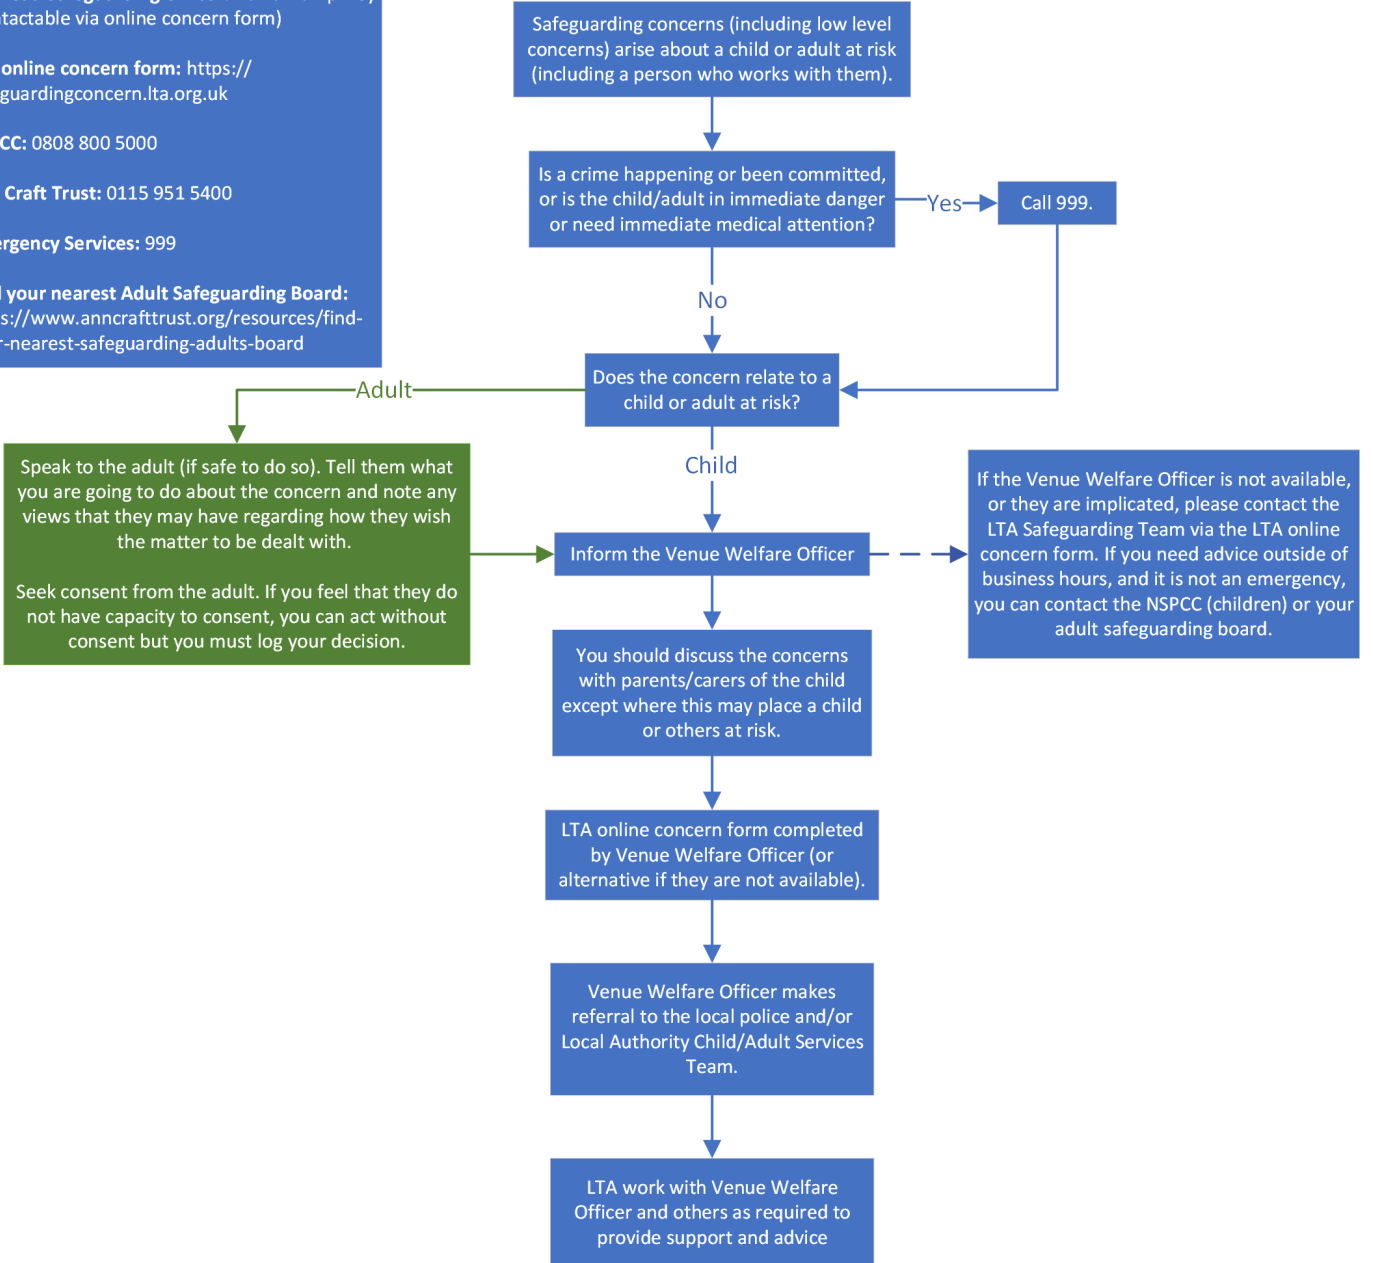 contactable via online concern form)
online concern form: https://
guardingconcern.lta.org.uk
CC: 0808 800 5000
Craft Trust: 0115 951 5400
ergency Services: 999
your nearest Adult Safeguarding Board:
s://www.anncrafttrust.org/resources/find-
r-nearest-safeguarding-adults-board
Safeguarding concerns (including low level
concerns) arise about a child or adult at risk
(including a person who works with them).
Is a crime happening or been committed,
or is the child/adult in immediate danger
or need immediate medical attention?
Yes
Call 999.
No
Does the concern relate to a
child or adult at risk?
Adult
Child
Speak to the adult (if safe to do so). Tell them what
you are going to do about the concern and note any
views that they may have regarding how they wish
the matter to be dealt with.
Seek consent from the adult. If you feel that they do
not have capacity to consent, you can act without
consent but you must log your decision.
Inform the Venue Welfare Officer
If the Venue Welfare Officer is not available,
or they are implicated, please contact the
LTA Safeguarding Team via the LTA online
concern form. If you need advice outside of
business hours, and it is not an emergency,
you can contact the NSPCC (children) or your
adult safeguarding board.
You should discuss the concerns
with parents/carers of the child
except where this may place a child
or others at risk.
LTA online concern form completed
by Venue Welfare Officer (or
alternative if they are not available).
Venue Welfare Officer makes
referral to the local police and/or
Local Authority Child/Adult Services
Team.
LTA work with Venue Welfare
Officer and others as required to
provide support and advice